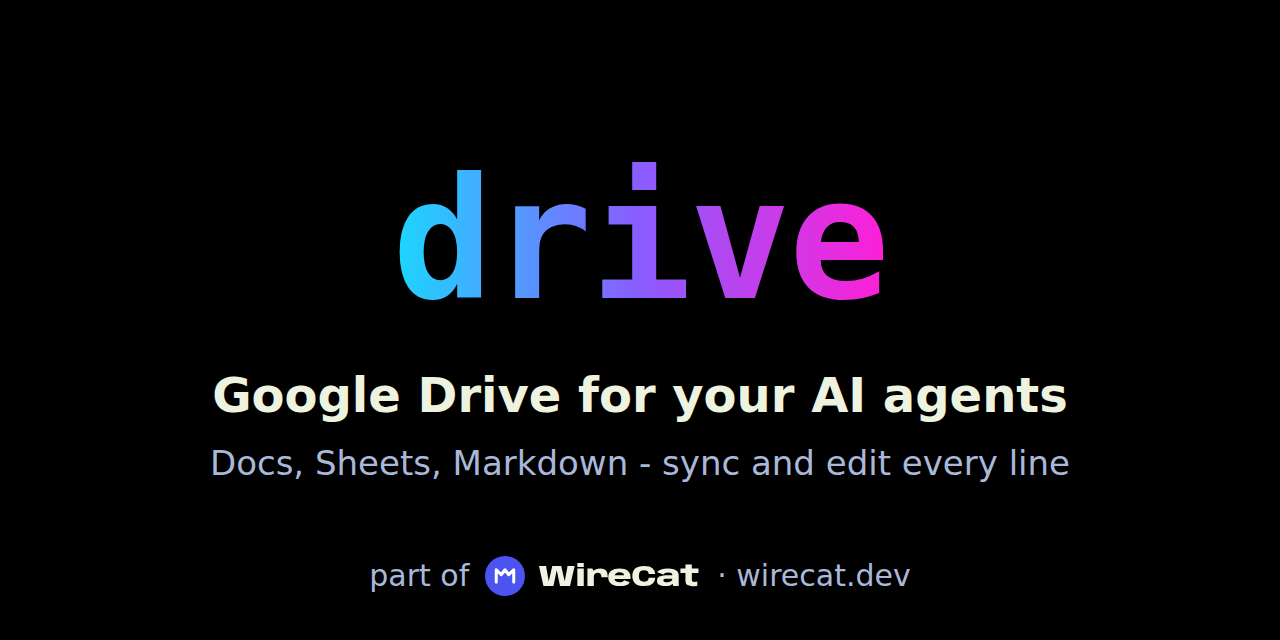 drive
Google Drive for your AI agents
Docs, Sheets, Markdown - sync and edit every line
part of wirecat · wirecat.dev